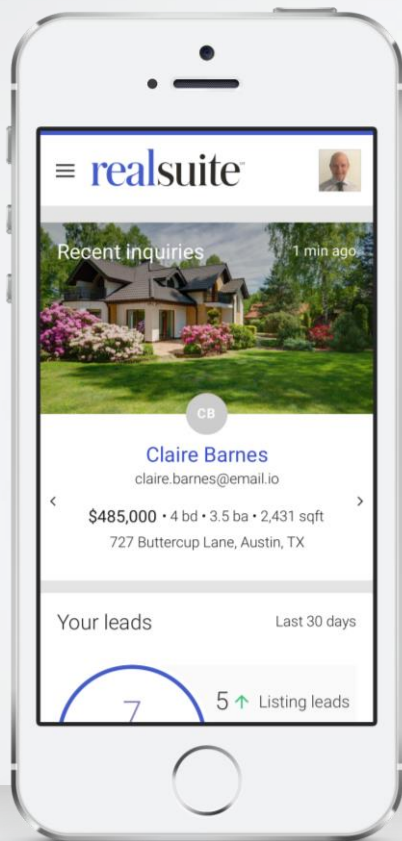 realsuite
Recent inquiries 1 min ago
CB
Claire Barnes
claire.barnes@email.io
$485,000 • 4 bd • 3.5 ba • 2,431 sqft
727 Buttercup Lane, Austin, TX
Your leads Last 30 days
7 5 ↑ Listing leads